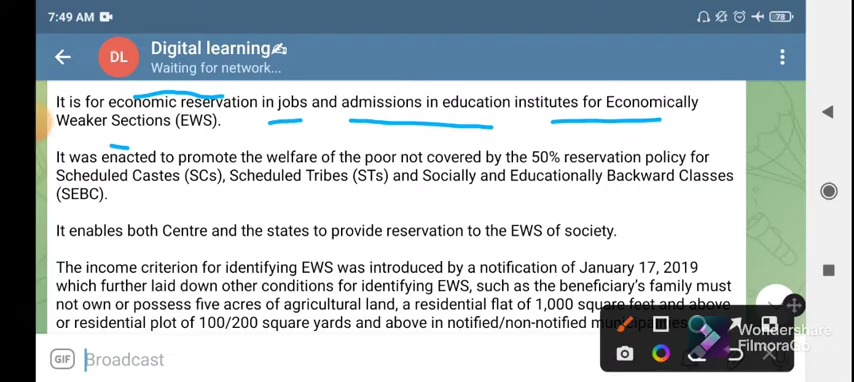 7:49 AM
78
DL
Digital learning✍
Waiting for network...
It is for economic reservation in jobs and admissions in education institutes for Economically
Weaker Sections (EWS).
It was enacted to promote the welfare of the poor not covered by the 50% reservation policy for
Scheduled Castes (SCs), Scheduled Tribes (STs) and Socially and Educationally Backward Classes
(SEBC).
It enables both Centre and the states to provide reservation to the EWS of society.
The income criterion for identifying EWS was introduced by a notification of January 17, 2019
which further laid down other conditions for identifying EWS, such as the beneficiary's family must
not own or possess five acres of agricultural land, a residential flat of 1,000 square feet and above
or residential plot of 100/200 square yards and above in notified/non-notified
Wondershare
FilmoraGo
GIF
Broadcast